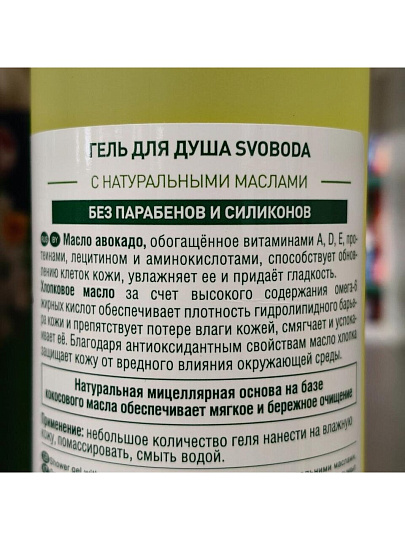 ГЕЛЬ ДЛЯ ДУША SVOBODA
С НАТУРАЛЬНЫМИ МАСЛАМИ
БЕЗ ПАРАБЕНОВ И СИЛИКОНОВ
RUS BY Масло авокадо, обогащённое витаминами A, D, E, про-
теинами, лецитином и аминокислотами, способствует обнов-
лению клеток кожи, увлажняет ее и придаёт гладкость.
Хлопковое масло за счет высокого содержания омега-6
жирных кислот обеспечивает плотность гидролипидного барье-
ра кожи и препятствует потере влаги кожей, смягчает и успока-
ивает её. Благодаря антиоксидантным свойствам масло хлопка
защищает кожу от вредного влияния окружающей среды.
Натуральная мицеллярная основа на базе
кокосового масла обеспечивает мягкое и бережное очищение
Применение: небольшое количество геля нанести на влажную
кожу, помассировать, смыть водой.
Shower gel